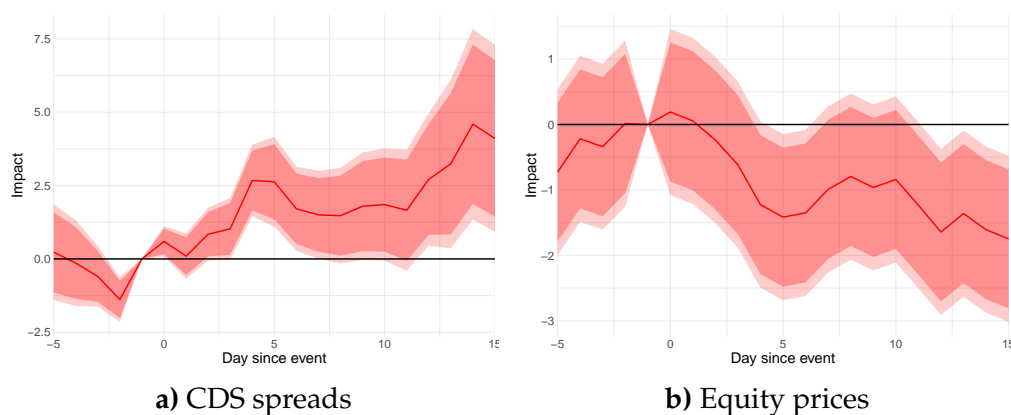 7.5
5.0
2.5
0.0
−2.5
Impact
−5 0 5 10 15
Day since event
a) CDS spreads
1
0
−1
−2
−3
Impact
−5 0 5 10 15
Day since event
b) Equity prices